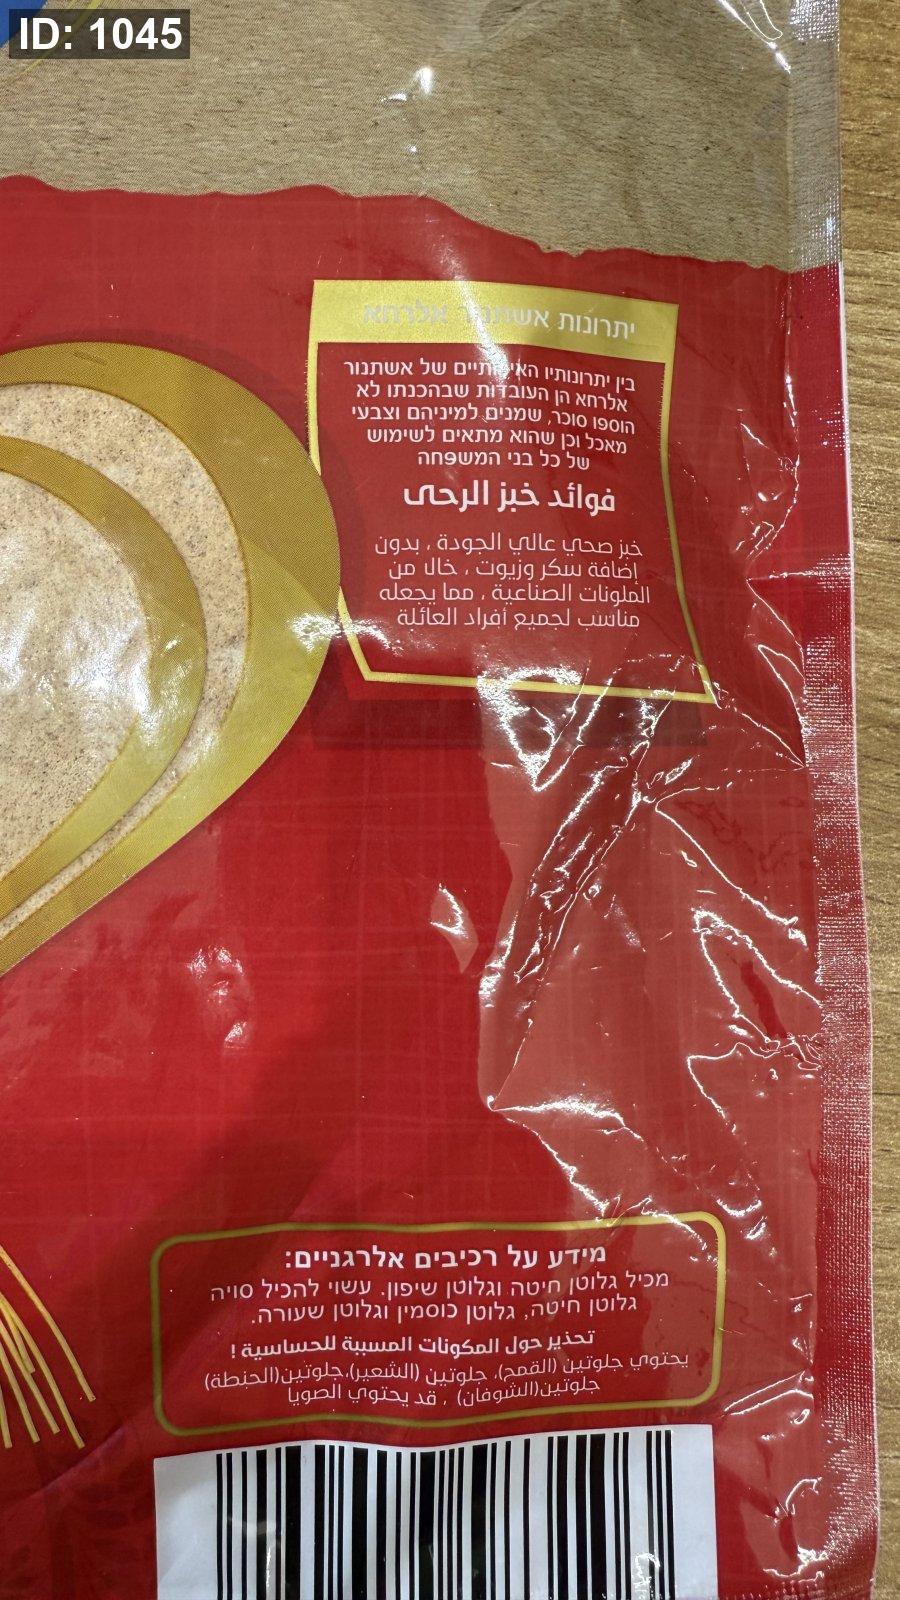 ID: 1045
יתרונות אשתנור אלרחא
בין יתרונותיו האיכותיים של אשתנור
אלרחא הן העובדות שבהכנתו לא
הוספו סוכר, שמנים למיניהם וצבעי
מאכל וכן שהוא מתאים לשימוש
של כל בני המשפחה
فوائد خبز الرحى
خبز صحي عالي الجودة ، بدون
إضافة سكر وزيوت ، خال من
الملونات الصناعية ، مما يجعله
مناسب لجميع أفراد العائلة
מידע על רכיבים אלרגניים:
מכיל גלוטן חיטה וגלוטן שיפון. עשוי להכיל סויה
גלוטן חיטה, גלוטן כוסמין וגלוטן שעורה.
تحذير حول المكونات المسببة للحساسية !
يحتوي جلوتين (القمح)، جلوتين (الشعير)،جلوتين(الحنطة)
جلوتين(الشوفان) ، قد يحتوي الصويا